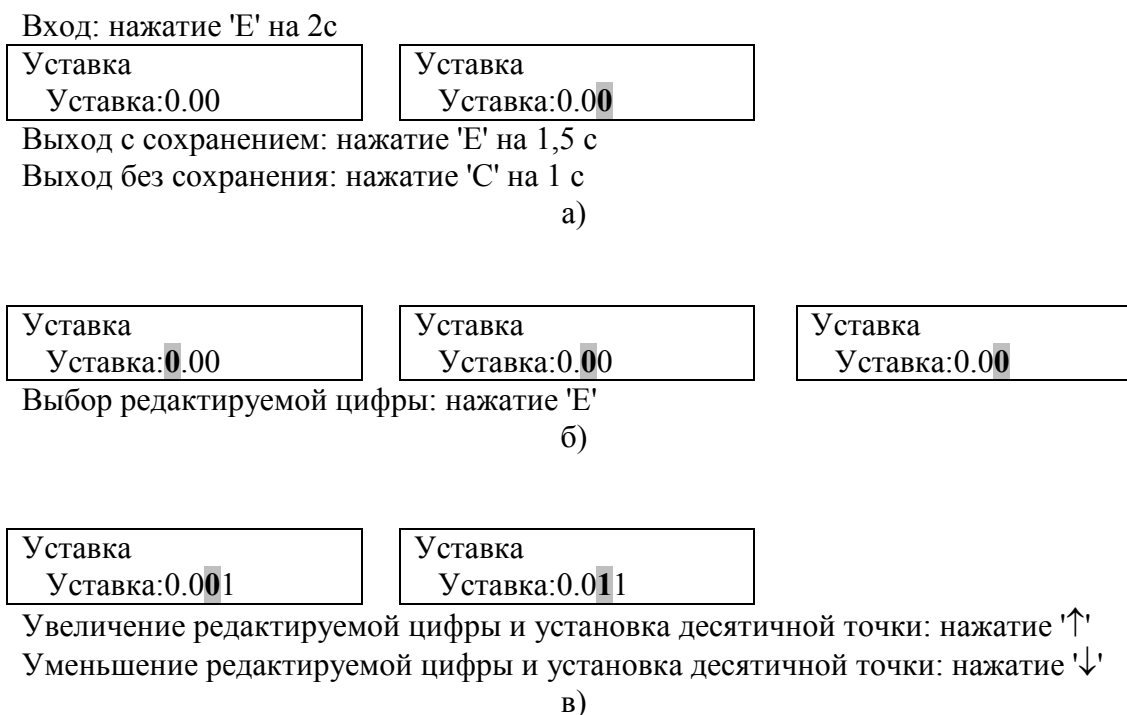 Вход: нажатие 'Е' на 2с
Уставка Уставка
Уставка:0.00 Уставка:0.00
Выход с сохранением: нажатие 'Е' на 1,5 с
Выход без сохранения: нажатие 'С' на 1 с
а)
Уставка Уставка Уставка
Уставка:0.00 Уставка:0.00 Уставка:0.00
Выбор редактируемой цифры: нажатие 'Е'
б)
Уставка Уставка
Уставка:0.001 Уставка:0.011
Увеличение редактируемой цифры и установка десятичной точки: нажатие '↑'
Уменьшение редактируемой цифры и установка десятичной точки: нажатие '↓'
в)